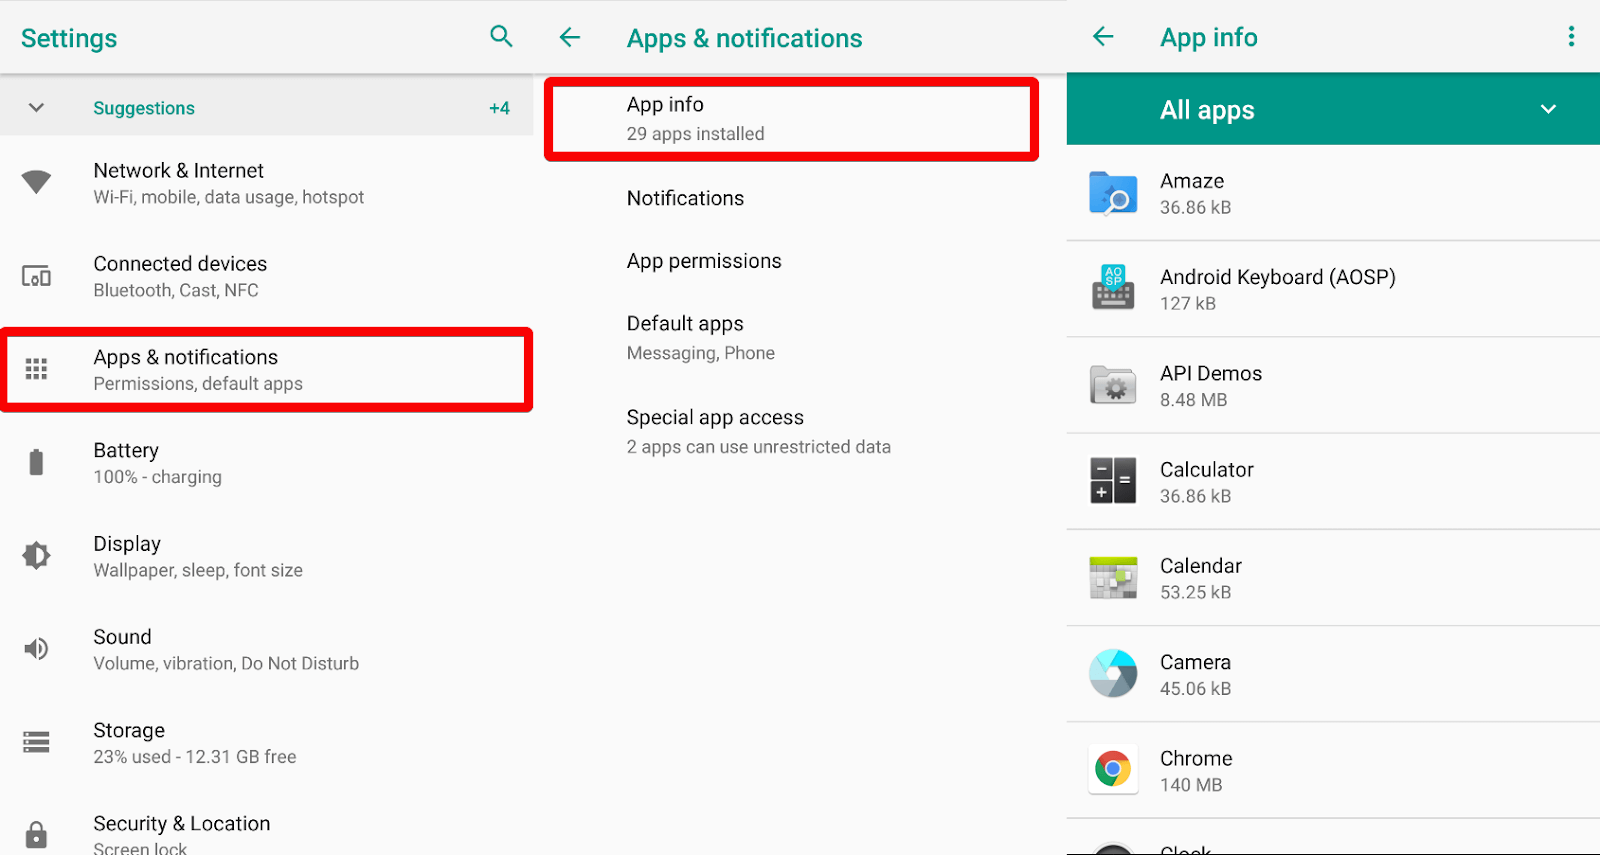 Settings
Suggestions +4
Network & Internet
Wi-Fi, mobile, data usage, hotspot
Connected devices
Bluetooth, Cast, NFC
Apps & notifications
Permissions, default apps
Battery
100% - charging
Display
Wallpaper, sleep, font size
Sound
Volume, vibration, Do Not Disturb
Storage
23% used - 12.31 GB free
Security & Location
Screen lock
Apps & notifications
App info
29 apps installed
Notifications
App permissions
Default apps
Messaging, Phone
Special app access
2 apps can use unrestricted data
App info
All apps
Amaze
36.86 kB
AO
SP
Android Keyboard (AOSP)
127 kB
API Demos
8.48 MB
Calculator
36.86 kB
Calendar
53.25 kB
Camera
45.06 kB
Chrome
140 MB
Clock